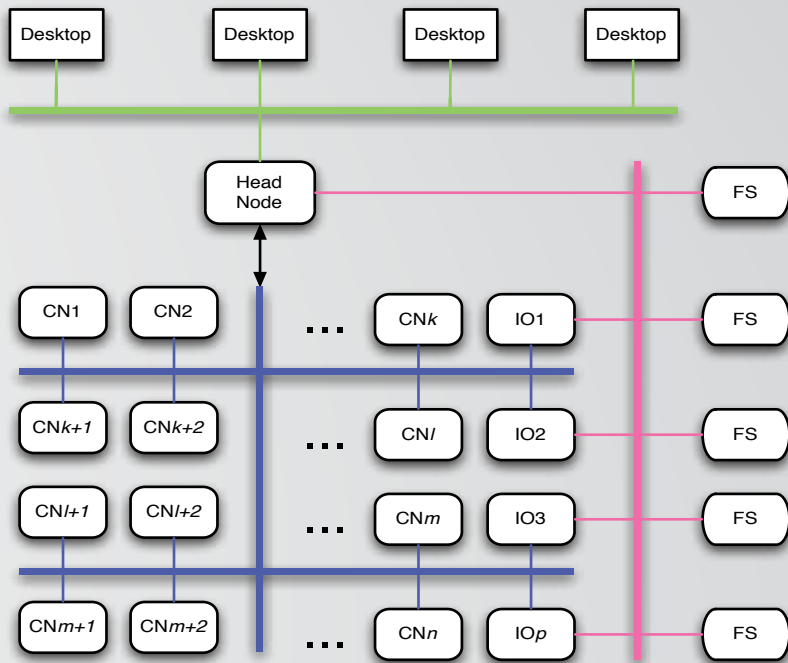 Desktop
Desktop
Desktop
Desktop
Head
Node
FS
CN1
CN2
...
CNk
IO1
FS
CNk+1
CNk+2
...
CNl
IO2
FS
CNl+1
CNl+2
...
CNm
IO3
FS
CNm+1
CNm+2
...
CNn
IOp
FS